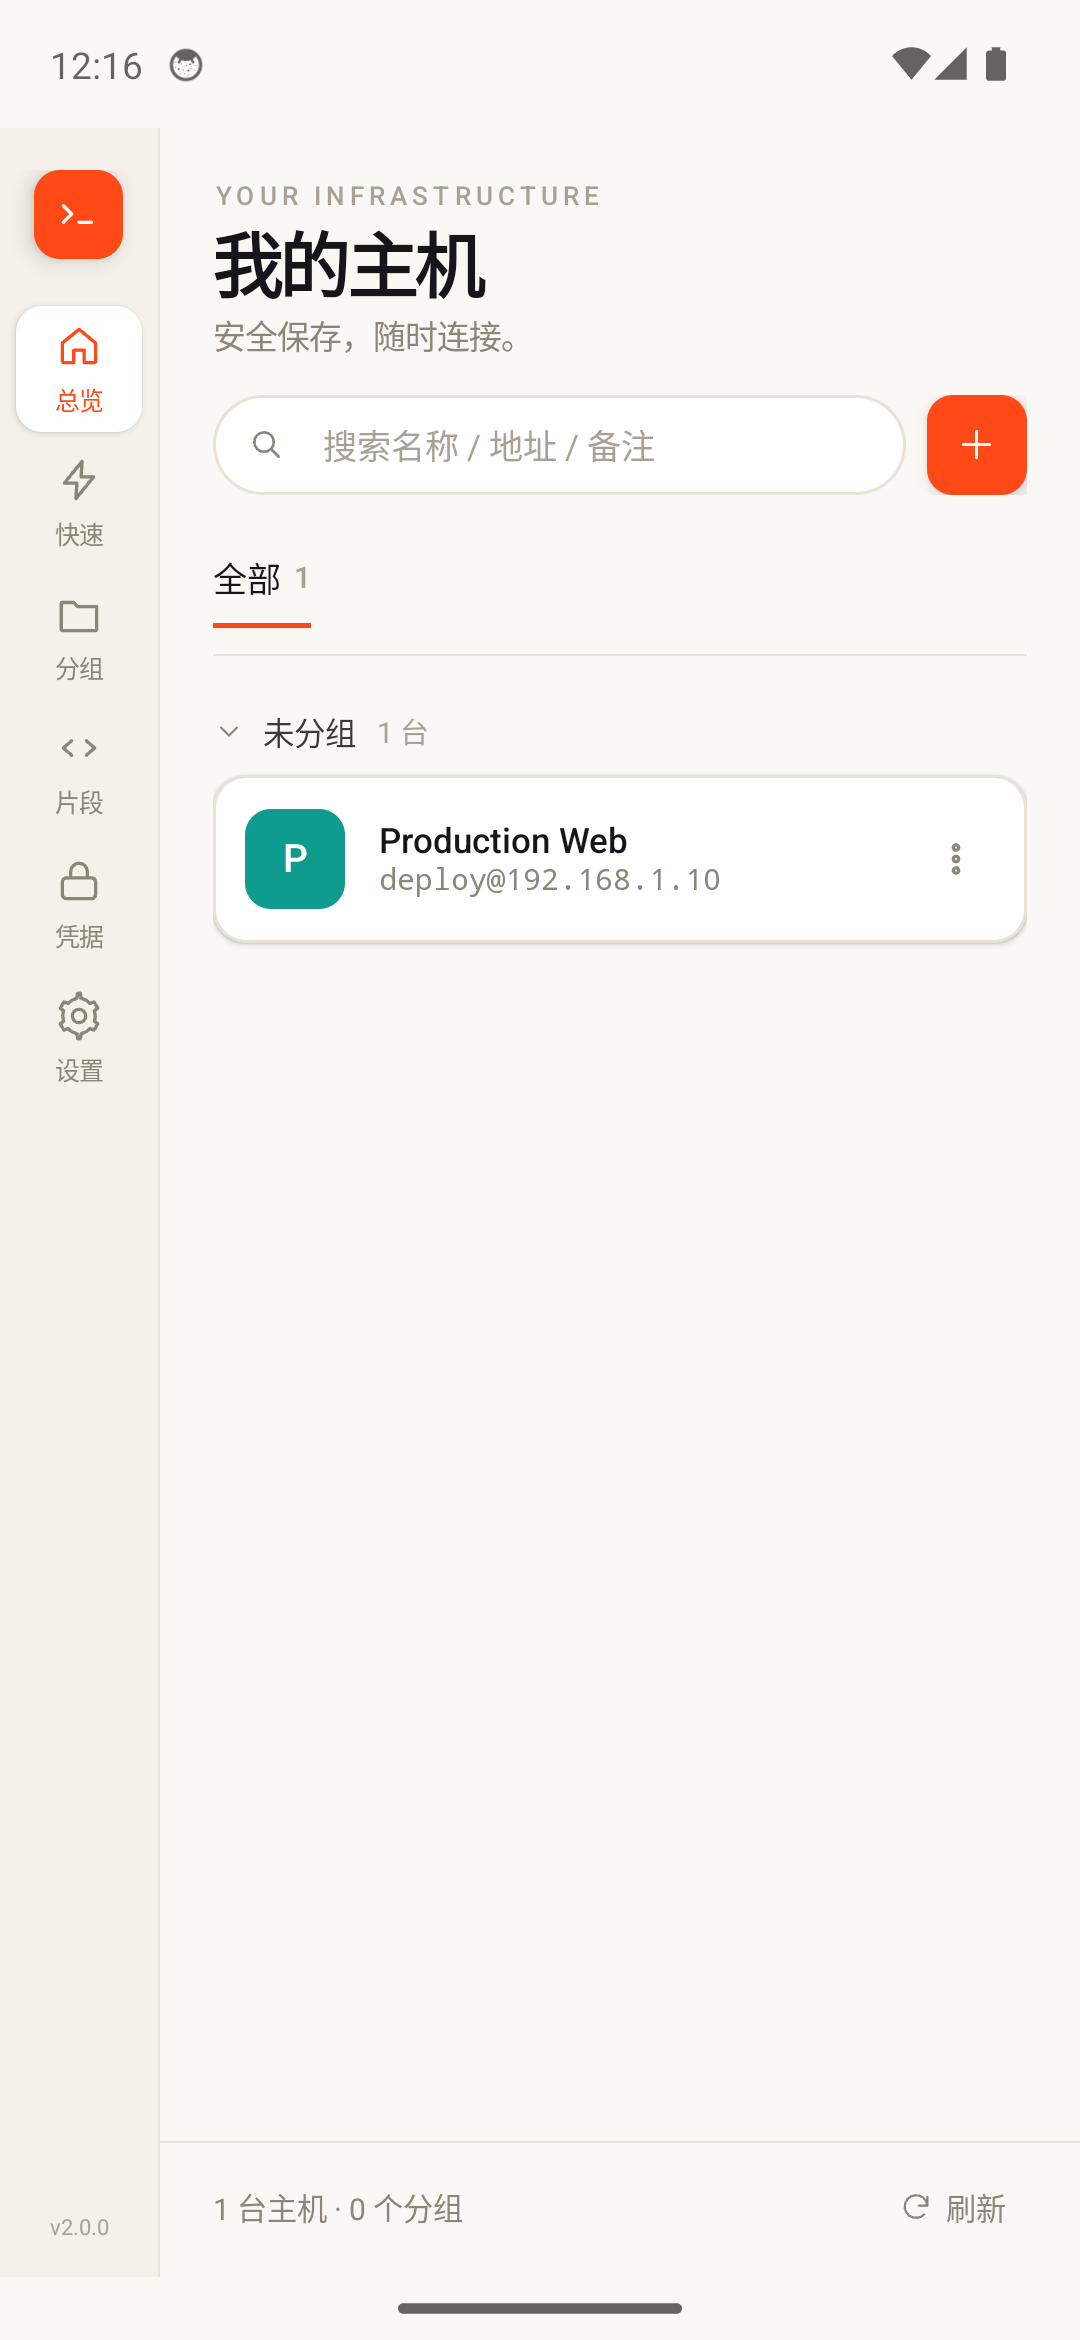 12:16
YOUR INFRASTRUCTURE
我的主机
安全保存，随时连接。
搜索名称 / 地址 / 备注
总览
快速
分组
片段
凭据
设置
全部 1
未分组 1 台
P
Production Web
deploy@192.168.1.10
1 台主机 · 0 个分组
刷新
v2.0.0